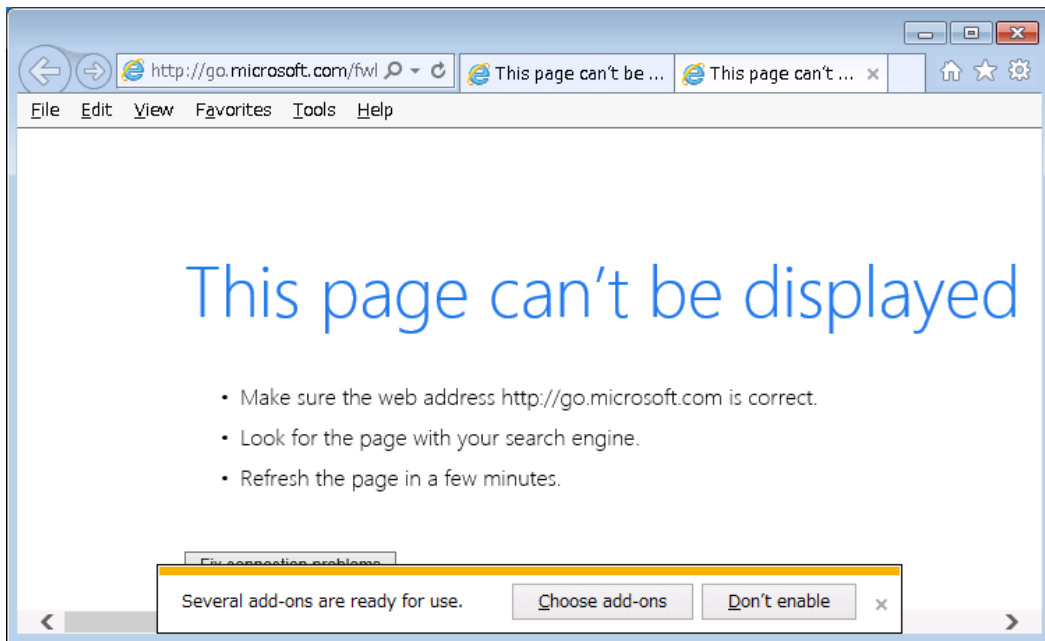 http://go.microsoft.com/fwl
This page can't be ...
This page can't ...
File Edit View Favorites Tools Help
This page can't be displayed
• Make sure the web address http://go.microsoft.com is correct.
• Look for the page with your search engine.
• Refresh the page in a few minutes.
Fix connection problems
Several add-ons are ready for use. Choose add-ons Don't enable